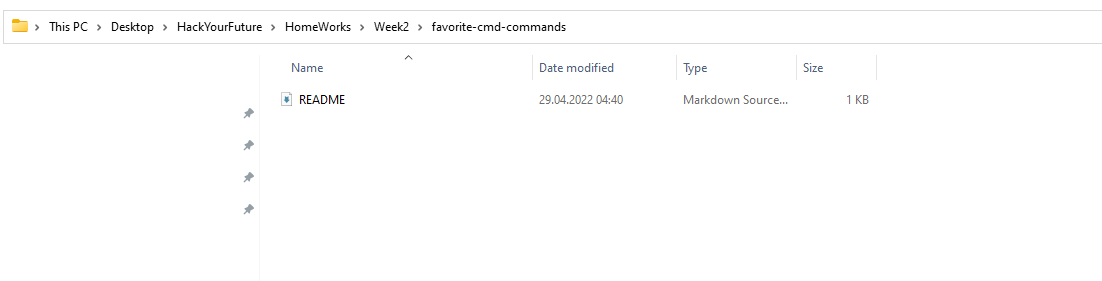 This PC > Desktop > HackYourFuture > HomeWorks > Week2 > favorite-cmd-commands
Name Date modified Type Size
README 29.04.2022 04:40 Markdown Source... 1 KB